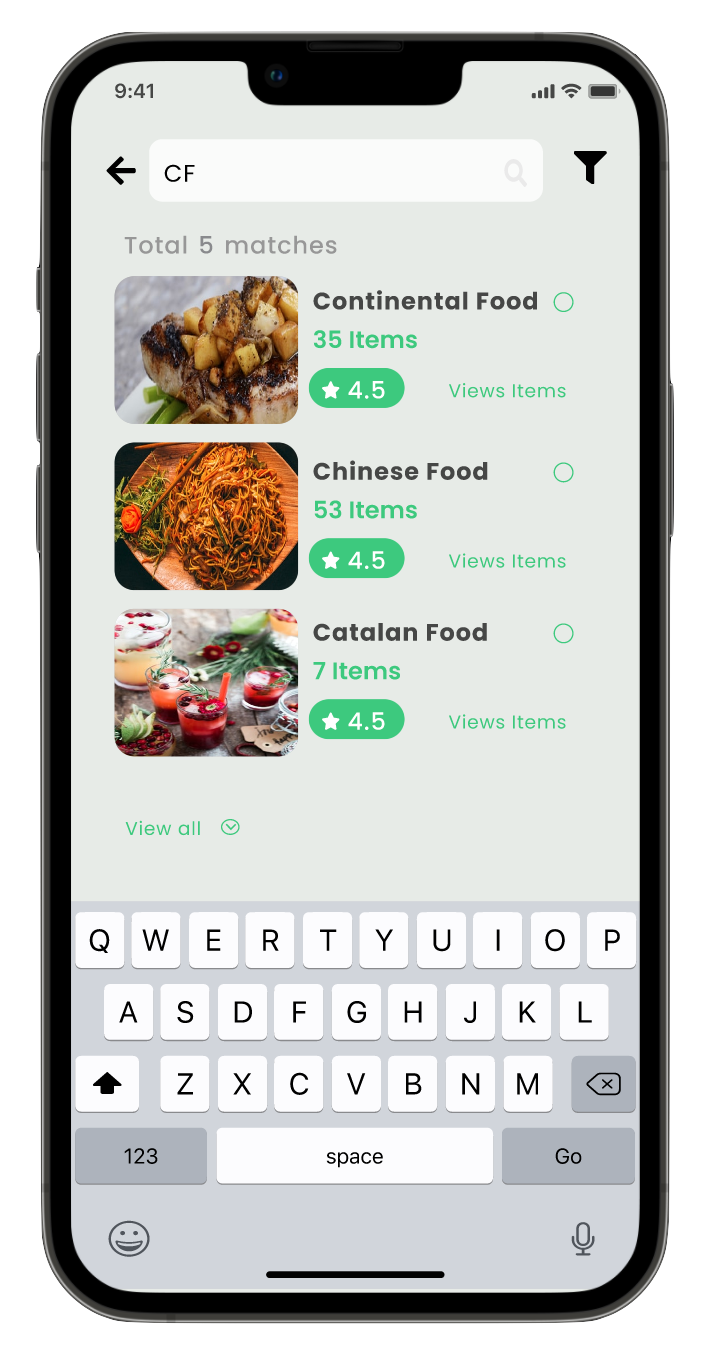 9:41
CF
Total 5 matches
Continental Food
35 Items
4.5 Views Items
Chinese Food
53 Items
4.5 Views Items
Catalan Food
7 Items
4.5 Views Items
View all
Q W E R T Y U I O P
A S D F G H J K L
Z X C V B N M
123 space Go